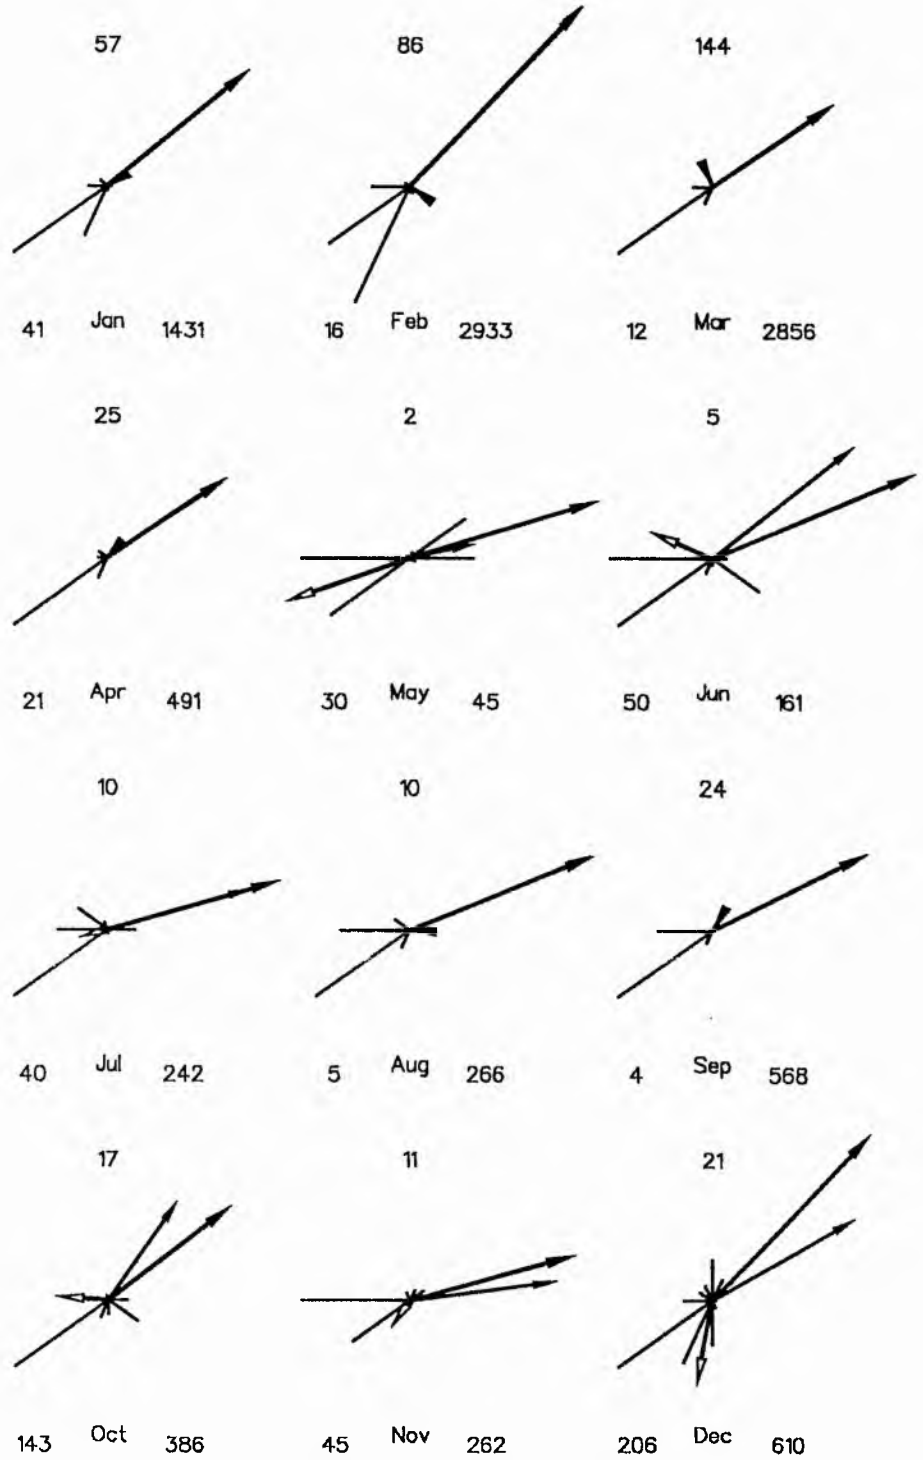 57 86 144
41 Jan 1431 16 Feb 2933 12 Mar 2856
25 2 5
21 Apr 491 30 May 45 50 Jun 161
10 10 24
40 Jul 242 5 Aug 266 4 Sep 568
17 11 21
143 Oct 386 45 Nov 262 206 Dec 610